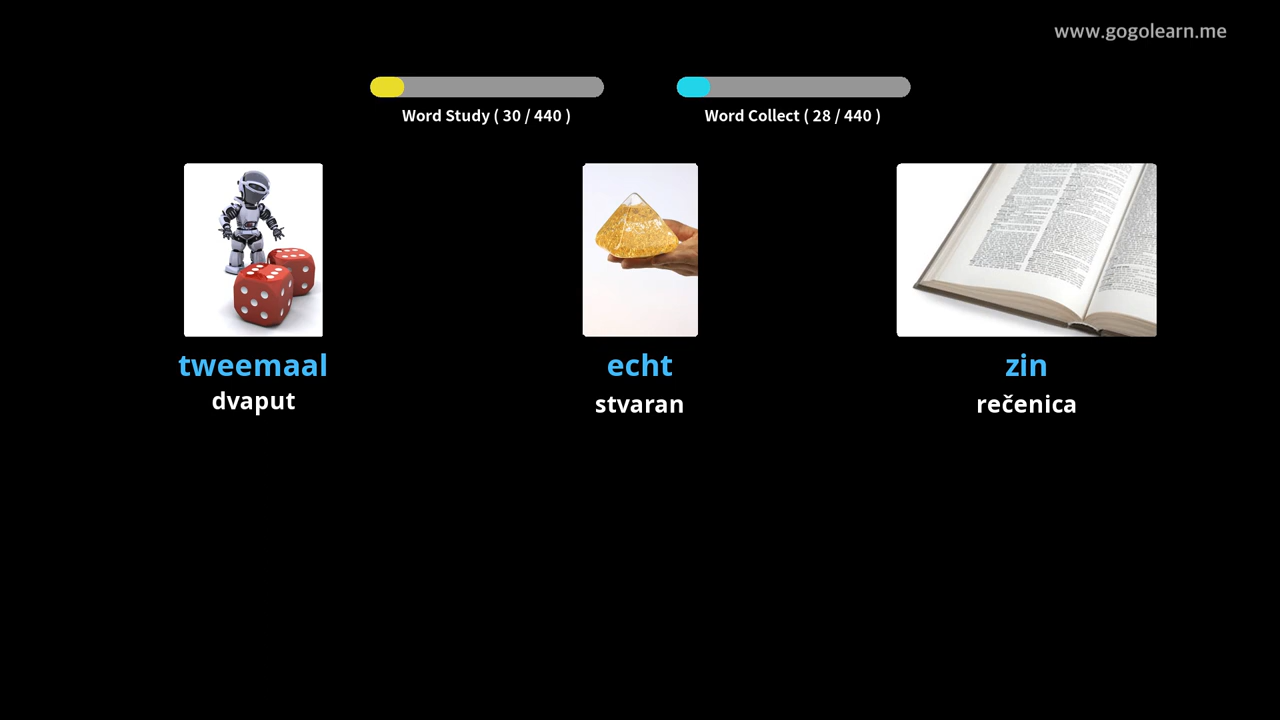 www.gogolearn.me
Word Study ( 30 / 440 )
Word Collect ( 28 / 440 )
tweemaal
echt
zin
dvaput
stvaran
rečenica